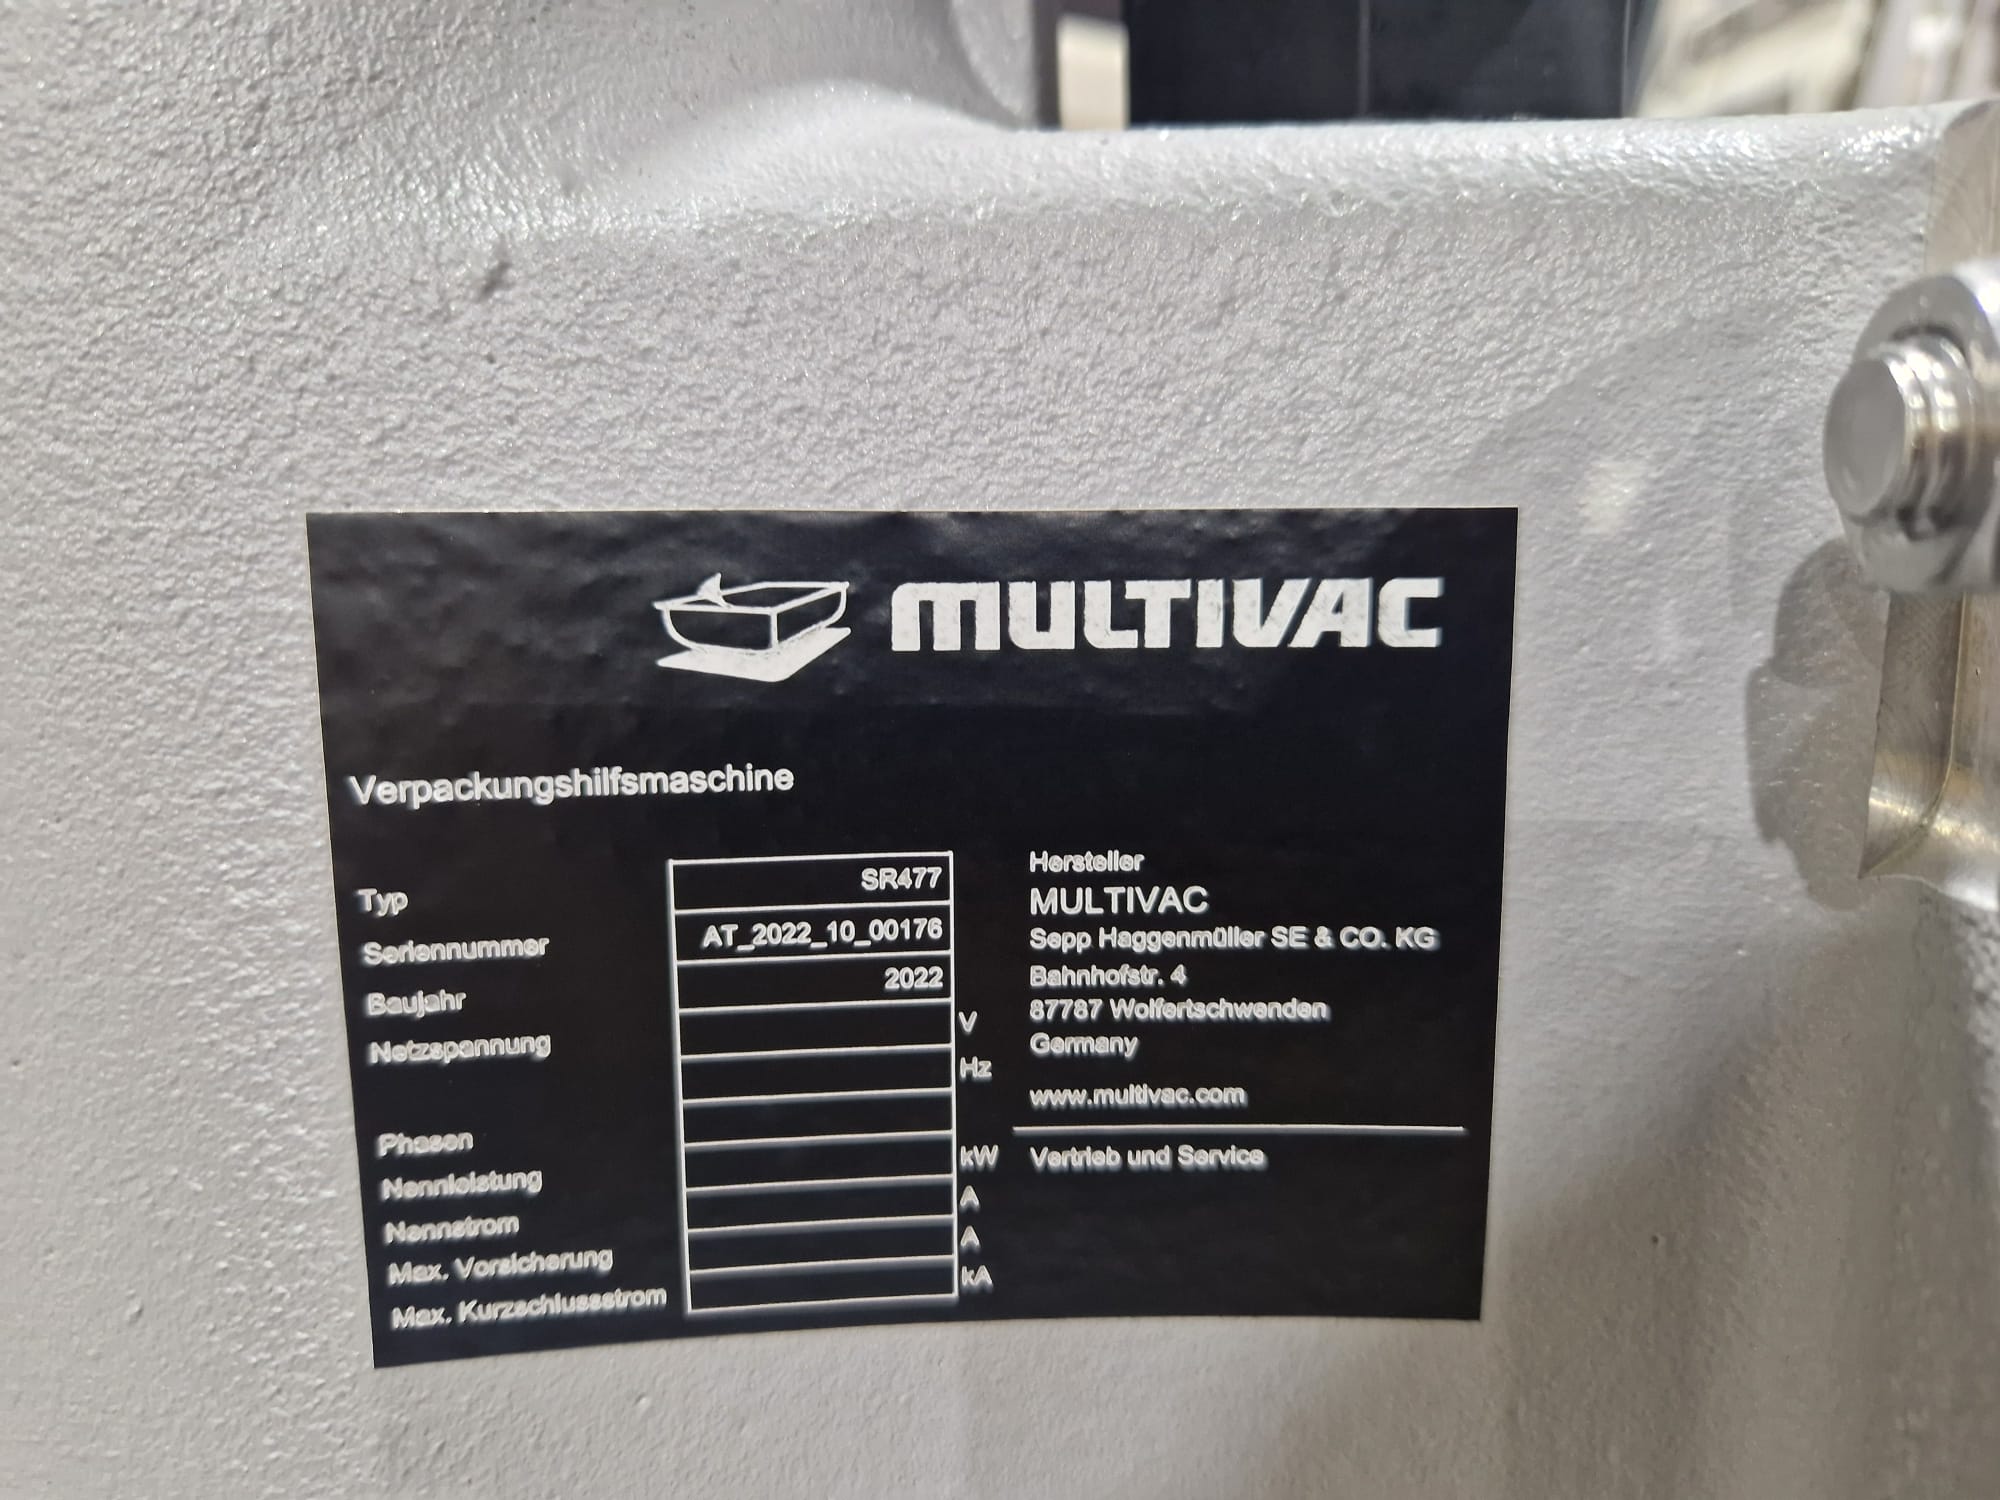 MULTIVAC
Verpackungshilfsmaschine
Typ SR477
Seriennummer AT_2022_10_00176
Baujahr 2022
Netzspannung V
Hz
Phasen
Nennleistung kW
Nennstrom A
Max. Vorsicherung A
Max. Kurzschlussstrom kA
Hersteller
MULTIVAC
Sepp Haggenmüller SE & CO. KG
Bahnhofstr. 4
87787 Wolfertschwenden
Germany
www.multivac.com
Vertrieb und Service